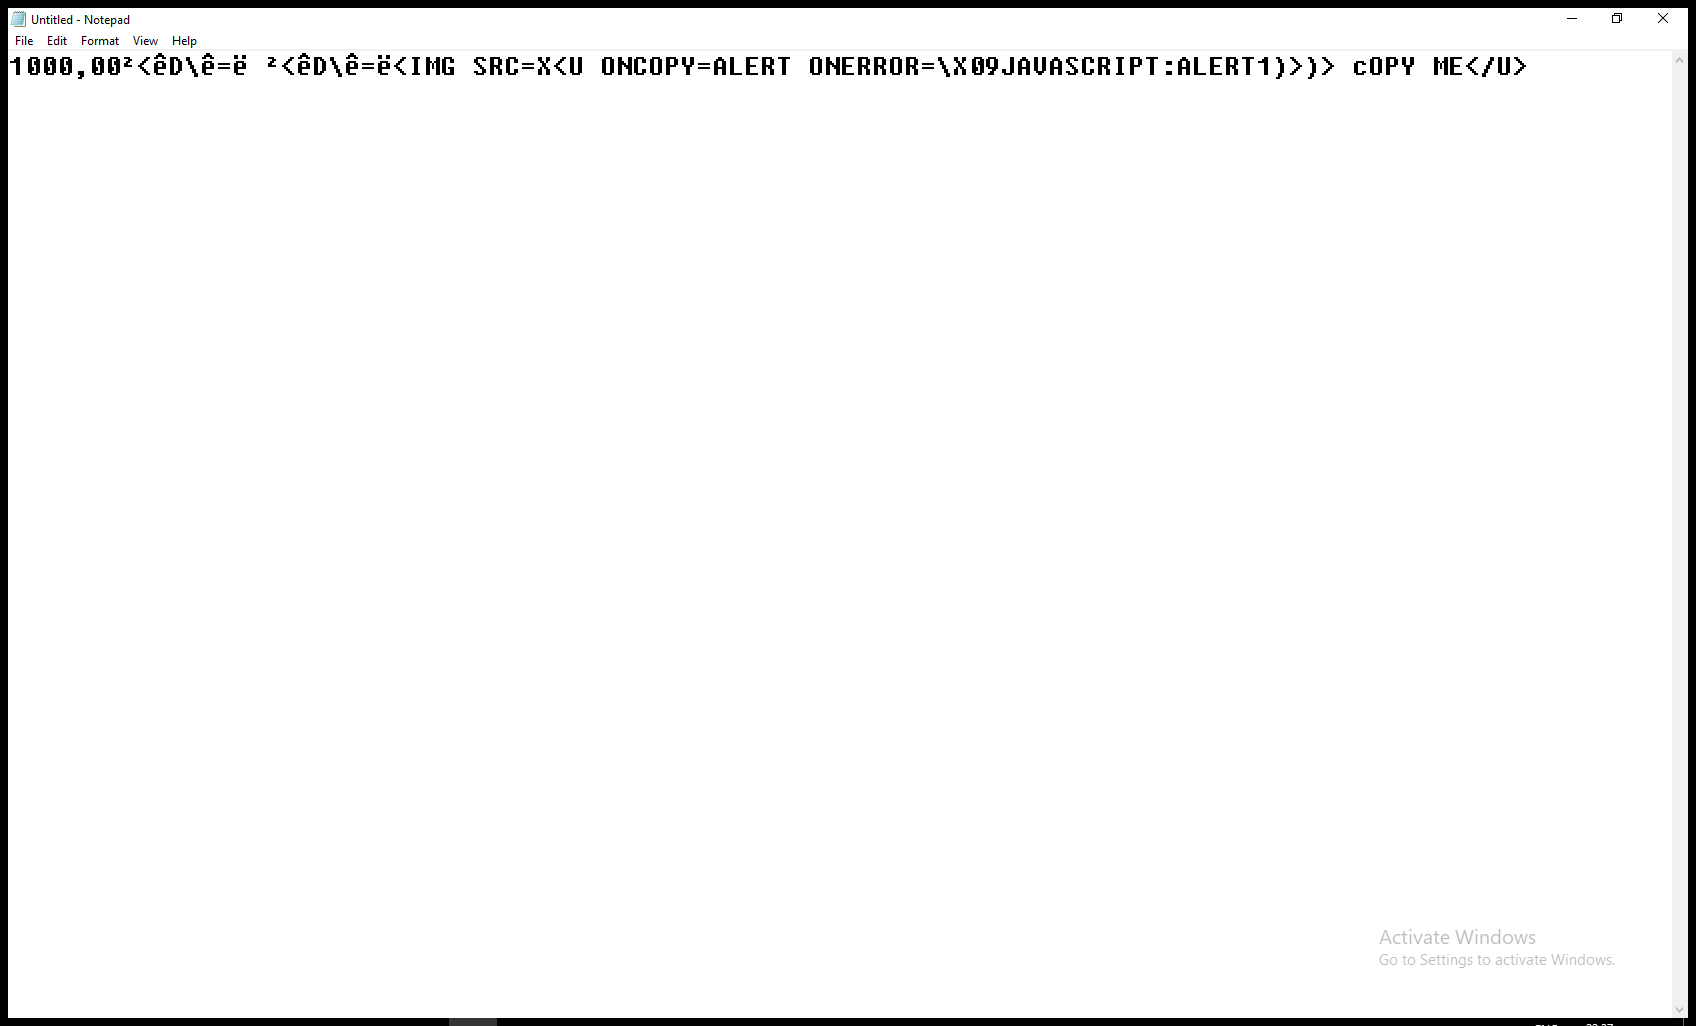 Untitled - Notepad
File Edit Format View Help
1000,00²<êD\ê=ë ²<êD\ê=ë<IMG SRC=X<U ONCOPY=ALERT ONERROR=\X09JAVASCRIPT:ALERT1)>)> cOPY ME</U>
Activate Windows
Go to Settings to activate Windows.